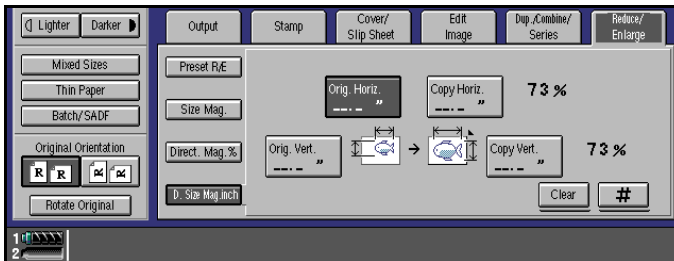 Lighter Darker
Output
Stamp
Cover/
Slip Sheet
Edit
Image
Dup./Combine/
Series
Reduce/
Enlarge
Mixed Sizes
Thin Paper
Batch/SADF
Original Orientation
R R R R
Rotate Original
Preset R/E
Size Mag.
Direct. Mag.%
D. Size Mag.inch
Orig. Horiz.
--.- "
Copy Horiz.
--.- "
73%
Orig. Vert.
--.- "
Copy Vert.
--.- "
73%
Clear #
1
2